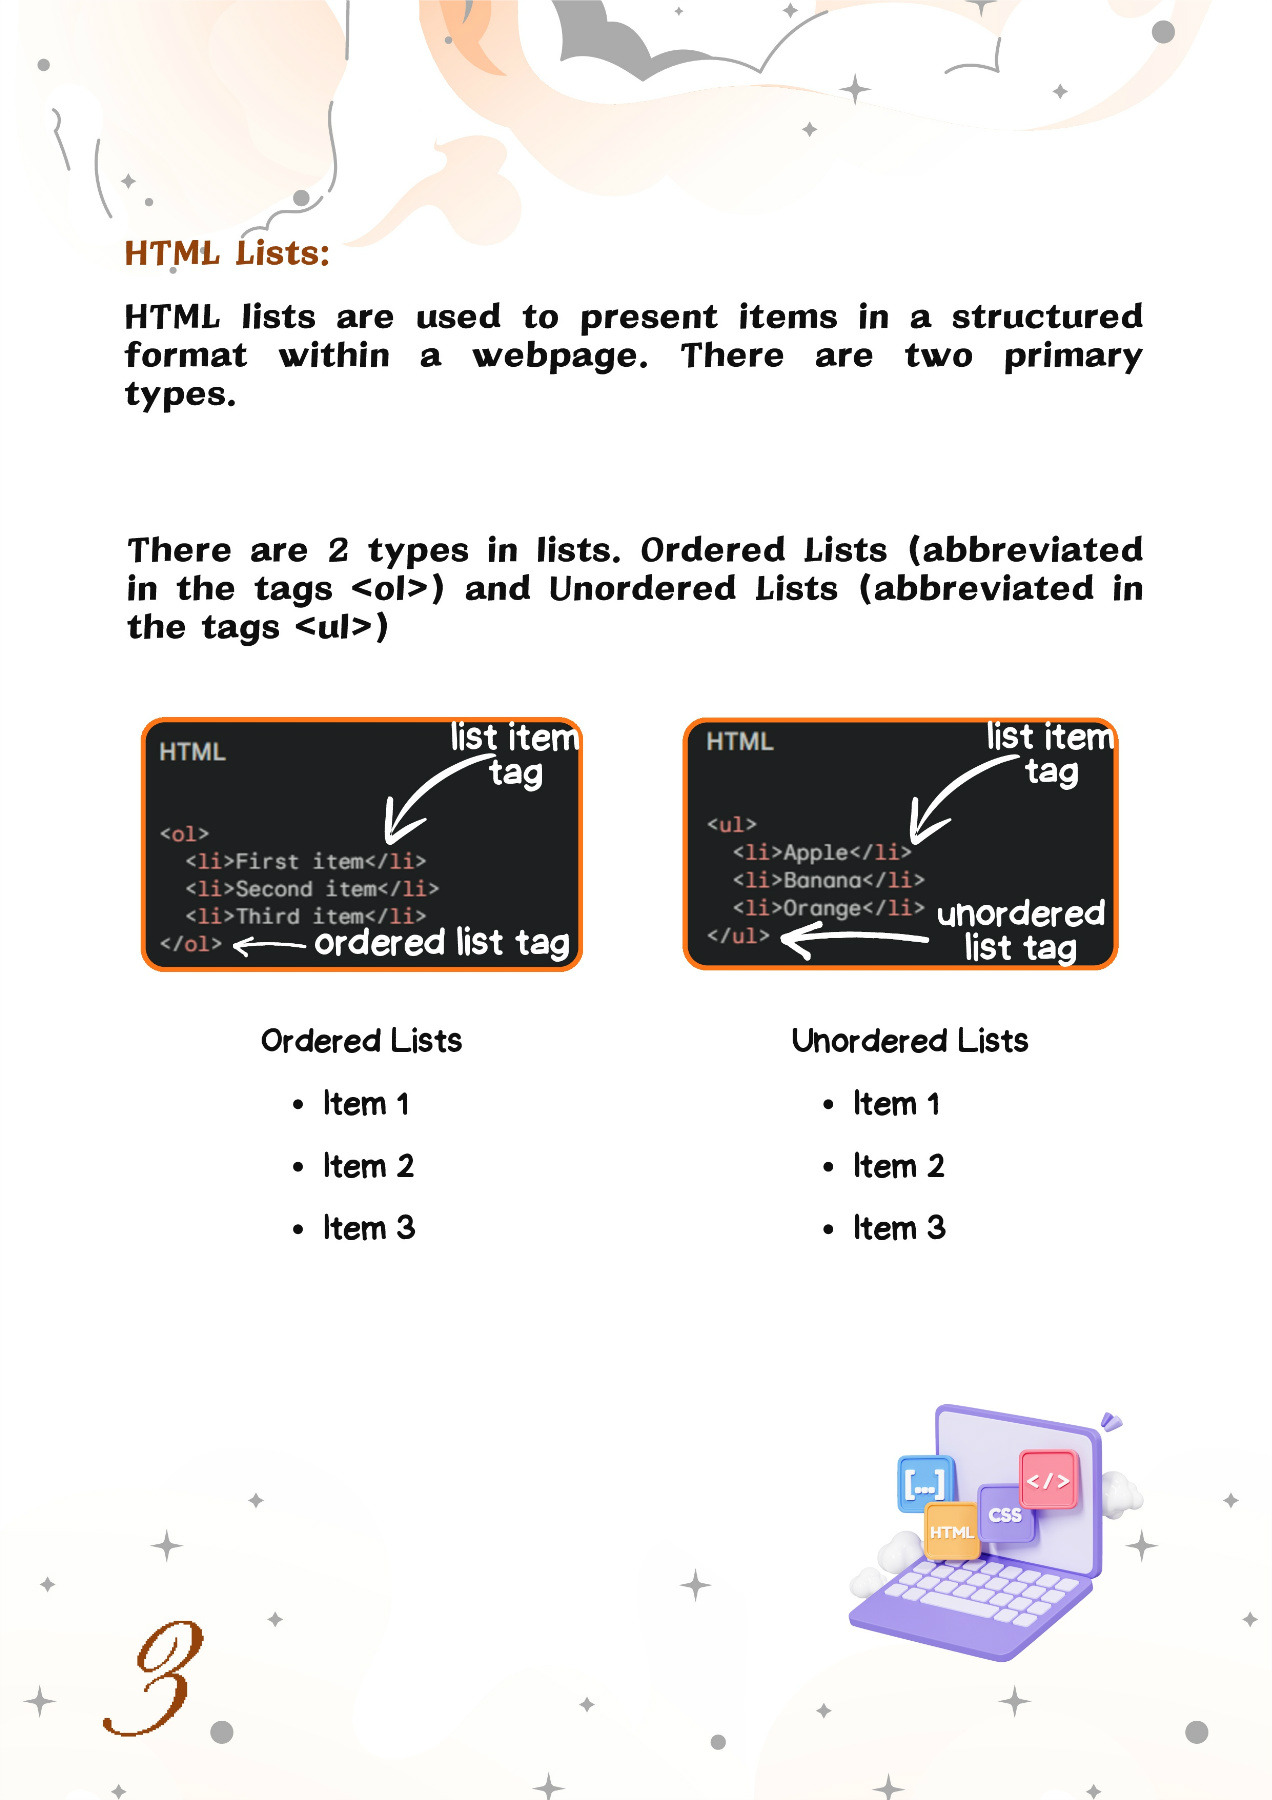 HTML Lists:
HTML lists are used to present items in a structured
format within a webpage. There are two primary
types.
There are 2 types in lists. Ordered Lists (abbreviated
in the tags <ol>) and Unordered Lists (abbreviated in
the tags <ul>)
HTML
list item
tag
<ol>
<li>First item</li>
<li>Second item</li>
<li>Third item</li>
</ol>
ordered list tag
HTML
list item
tag
<ul>
<li>Apple</li>
<li>Banana</li>
<li>Orange</li>
</ul>
unordered
list tag
Ordered Lists
• Item 1
• Item 2
• Item 3
Unordered Lists
• Item 1
• Item 2
• Item 3
[...]
</>
CSS
HTML
3